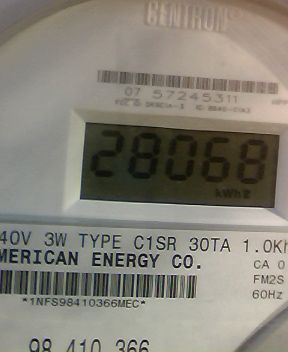 CENTRON®
07 57245311
28068
kWh
40V 3W TYPE C1SR 30TA 1.0Kh
MERICAN ENERGY CO.
CA 0
FM2S
60Hz
*1NFS98410366MEC*
98 410 366